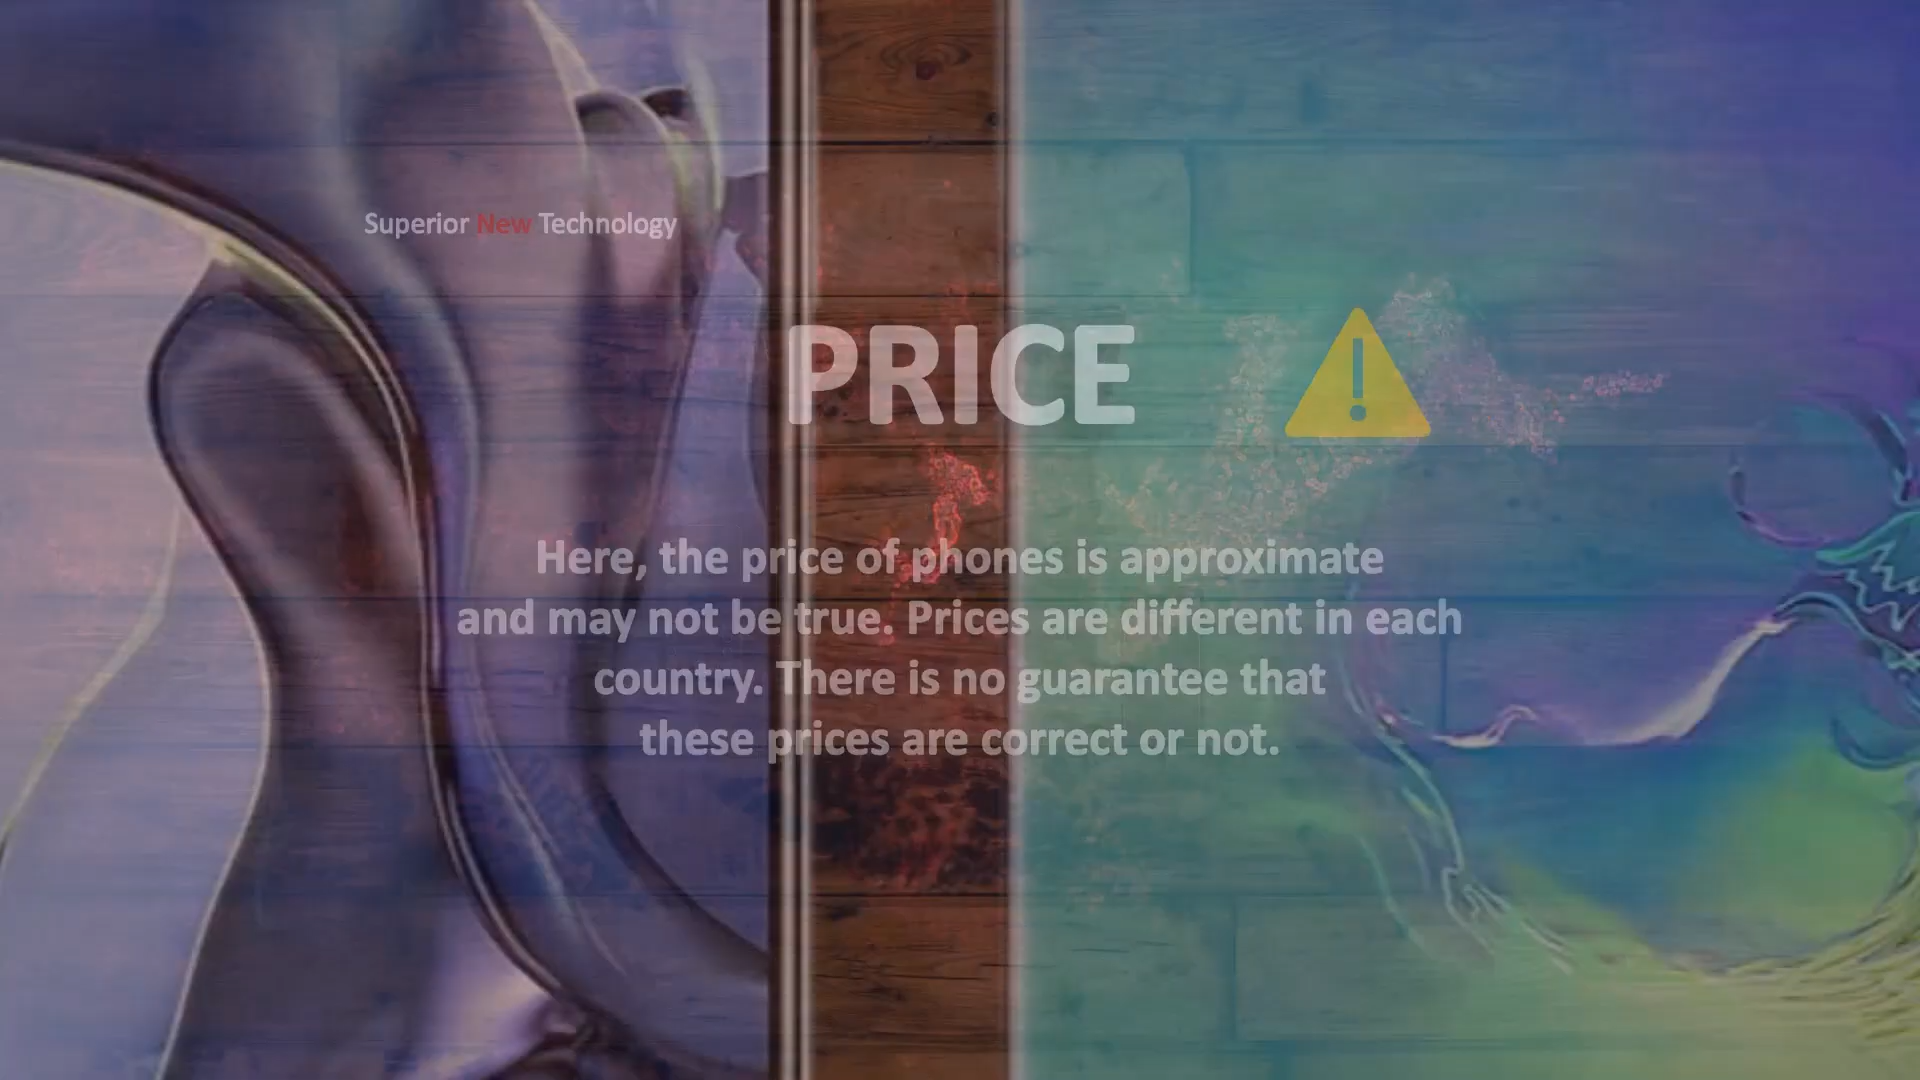 Superior New Technology
PRICE
Here, the price of phones is approximate
and may not be true. Prices are different in each
country. There is no guarantee that
these prices are correct or not.